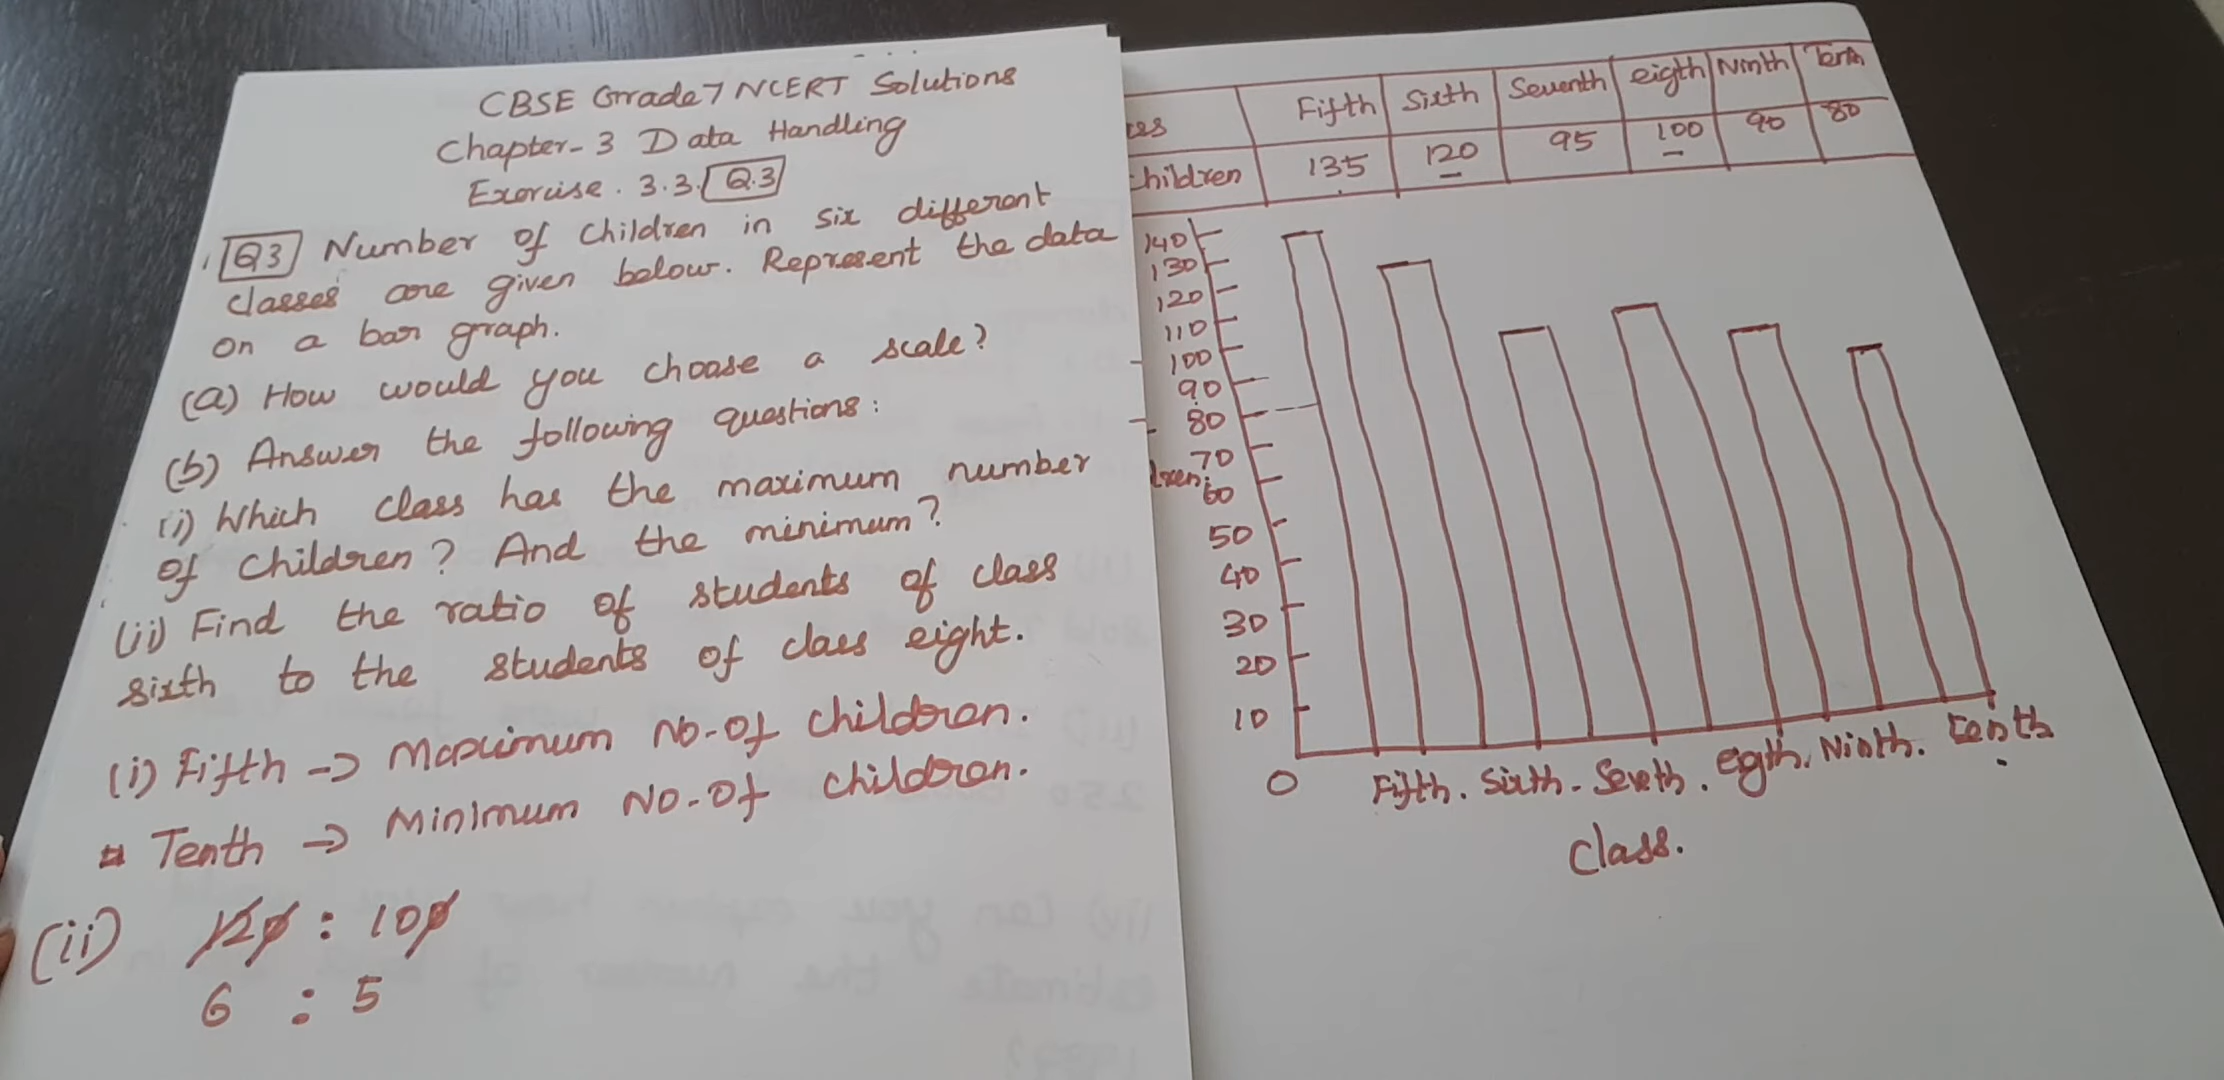 CBSE Grade 7 NCERT Solutions
Chapter-3 Data Handling
Exercise. 3.3. Q.3
Q3 Number of children in six different
classes are given below. Represent the data
on a bar graph.
(a) How would you choose a scale?
(b) Answer the following questions:
(i) Which class has the maximum number
of children? And the minimum?
(ii) Find the ratio of students of class
sixth to the students of class eight.
(i) Fifth → Maximum No. of children.
Tenth → Minimum No. of children.
(ii) 120 : 100
6 : 5
Fifth Sixth Seventh eigth Ninth Tenth
children 135 120 95 100 90 80
140
130
120
110
100
90
80
70
60
50
40
30
20
10
0
Fifth. Sixth. Seveth. egth. Ninth. tenth
Class.